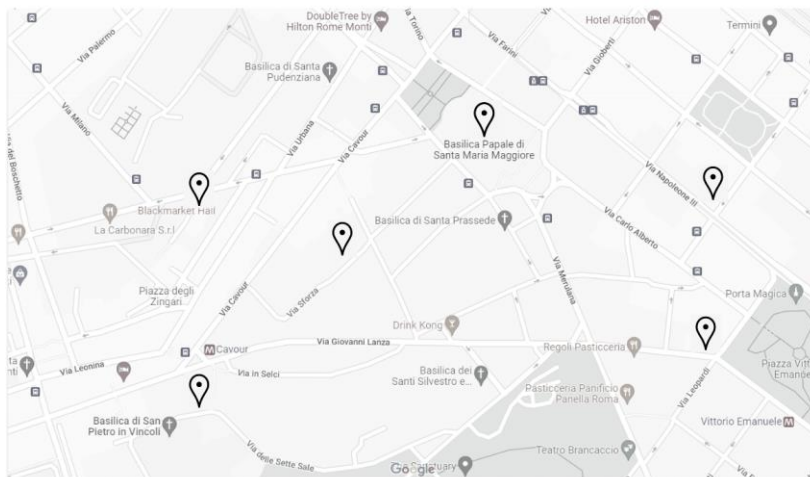 DoubleTree by
Hilton Rome Monti
Via Torino
Via Farini
Hotel Ariston
Termini
Via Palermo
Via Gioberti
Basilica di Santa
Pudenziana
Via Milano
Via Urbana
Via Cavour
Basilica Papale di
Santa Maria Maggiore
Via del Boschetto
Via Napoleone III
Blackmarket Hall
La Carbonara S.r.l
Basilica di Santa Prassede
Via Carlo Alberto
Piazza degli
Zingari
Via Cavour
Via Sforza
Via Merulana
Porta Magica
Drink Kong
Cavour
Via Giovanni Lanza
Regoli Pasticceria
Via Leonina
Via In Selci
Basilica dei
Santi Silvestro e...
Piazza Vitt
Emanue
Via Leopardi
Pasticceria Panificio
Panella Roma
Basilica di San
Pietro in Vincoli
Vittorio Emanuele
Via delle Sette Sale
Teatro Brancaccio
Google